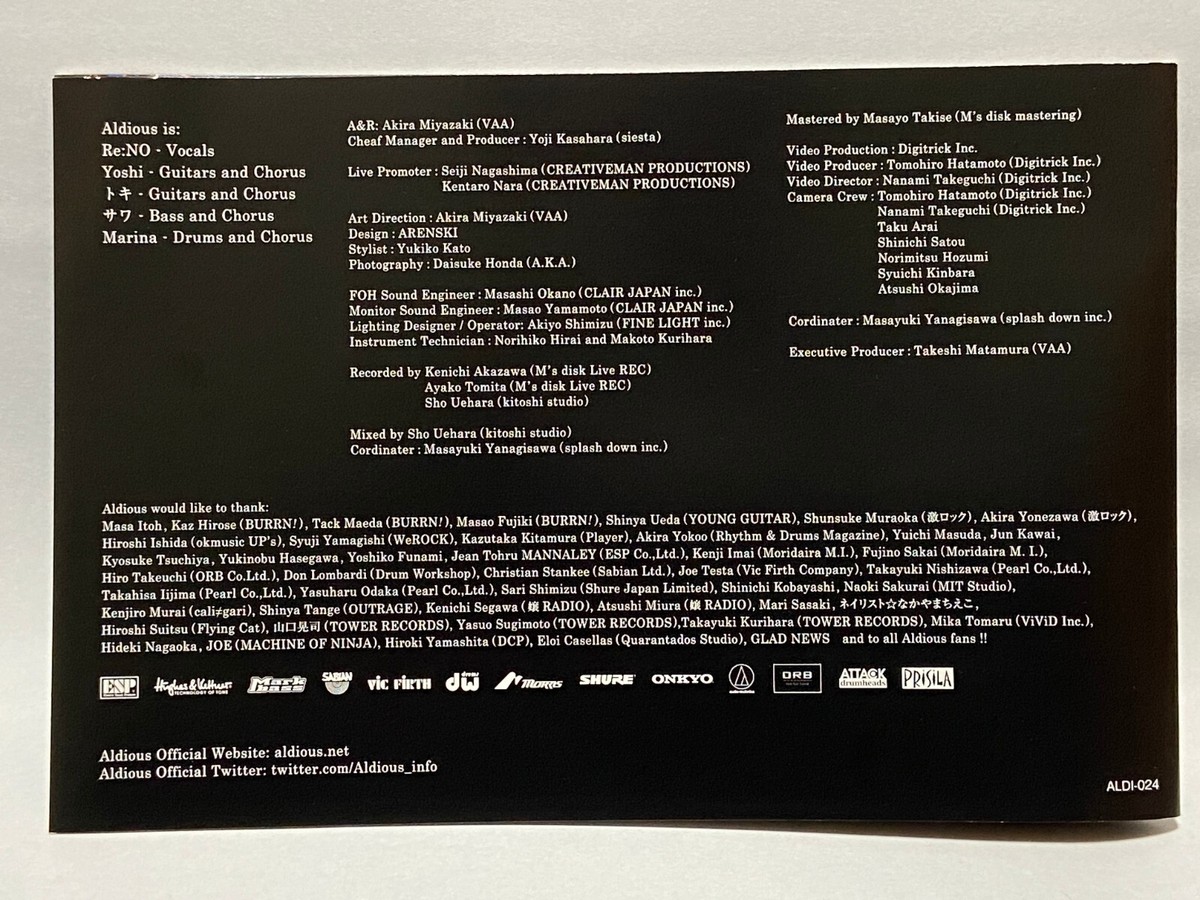 Aldious is:
Re:NO - Vocals
Yoshi - Guitars and Chorus
トキ - Guitars and Chorus
サワ - Bass and Chorus
Marina - Drums and Chorus
A&R: Akira Miyazaki (VAA)
Cheaf Manager and Producer : Yoji Kasahara (siesta)
Live Promoter : Seiji Nagashima (CREATIVEMAN PRODUCTIONS)
Kentaro Nara (CREATIVEMAN PRODUCTIONS)
Art Direction : Akira Miyazaki (VAA)
Design : ARENSKI
Stylist : Yukiko Kato
Photography : Daisuke Honda (A.K.A.)
FOH Sound Engineer : Masashi Okano (CLAIR JAPAN inc.)
Monitor Sound Engineer : Masao Yamamoto (CLAIR JAPAN inc.)
Lighting Designer / Operator: Akiyo Shimizu (FINE LIGHT inc.)
Instrument Technician : Norihiko Hirai and Makoto Kurihara
Recorded by Kenichi Akazawa (M's disk Live REC)
Ayako Tomita (M's disk Live REC)
Sho Uehara (kitoshi studio)
Mixed by Sho Uehara (kitoshi studio)
Cordinater : Masayuki Yanagisawa (splash down inc.)
Mastered by Masayo Takise (M's disk mastering)
Video Production : Digitrick Inc.
Video Producer : Tomohiro Hatamoto (Digitrick Inc.)
Video Director : Nanami Takeguchi (Digitrick Inc.)
Camera Crew : Tomohiro Hatamoto (Digitrick Inc.)
Nanami Takeguchi (Digitrick Inc.)
Taku Arai
Shinichi Satou
Norimitsu Hozumi
Syuichi Kinbara
Atsushi Okajima
Cordinater : Masayuki Yanagisawa (splash down inc.)
Executive Producer : Takeshi Matamura (VAA)
Aldious would like to thank:
Masa Itoh, Kaz Hirose (BURRN!), Tack Maeda (BURRN!), Masao Fujiki (BURRN!), Shinya Ueda (YOUNG GUITAR), Shunsuke Muraoka (激ロック), Akira Yonezawa (激ロック),
Hiroshi Ishida (okmusic UP's), Syuji Yamagishi (WeROCK), Kazutaka Kitamura (Player), Akira Yokoo (Rhythm & Drums Magazine), Yuichi Masuda, Jun Kawai,
Kyosuke Tsuchiya, Yukinobu Hasegawa, Yoshiko Funami, Jean Tohru MANNALEY (ESP Co.,Ltd.), Kenji Imai (Moridaira M.I.), Fujino Sakai (Moridaira M. I.),
Hiro Takeuchi (ORB Co.Ltd.), Don Lombardi (Drum Workshop), Christian Stankee (Sabian Ltd.), Joe Testa (Vic Firth Company), Takayuki Nishizawa (Pearl Co.,Ltd.),
Takahisa Iijima (Pearl Co.,Ltd.), Yasuharu Odaka (Pearl Co.,Ltd.), Sari Shimizu (Shure Japan Limited), Shinichi Kobayashi, Naoki Sakurai (MIT Studio),
Kenjiro Murai (cali≠gari), Shinya Tange (OUTRAGE), Kenichi Segawa (嬢 RADIO), Atsushi Miura (嬢 RADIO), Mari Sasaki, ネイリスト☆なかやまちえこ,
Hiroshi Suitsu (Flying Cat), 山口晃司 (TOWER RECORDS), Yasuo Sugimoto (TOWER RECORDS),Takayuki Kurihara (TOWER RECORDS), Mika Tomaru (ViViD Inc.),
Hideki Nagaoka, JOE (MACHINE OF NINJA), Hiroki Yamashita (DCP), Eloi Casellas (Quarantados Studio), GLAD NEWS and to all Aldious fans !!
ESP Hughes & Kettner TECHNOLOGY OF TONE Mark bass SABIAN VIC FIRTH dw drums Morris SHURE ONKYO audio-technica ORB ATTACK drumheads PRISILA
Aldious Official Website: aldious.net
Aldious Official Twitter: twitter.com/Aldious_info
ALDI-024